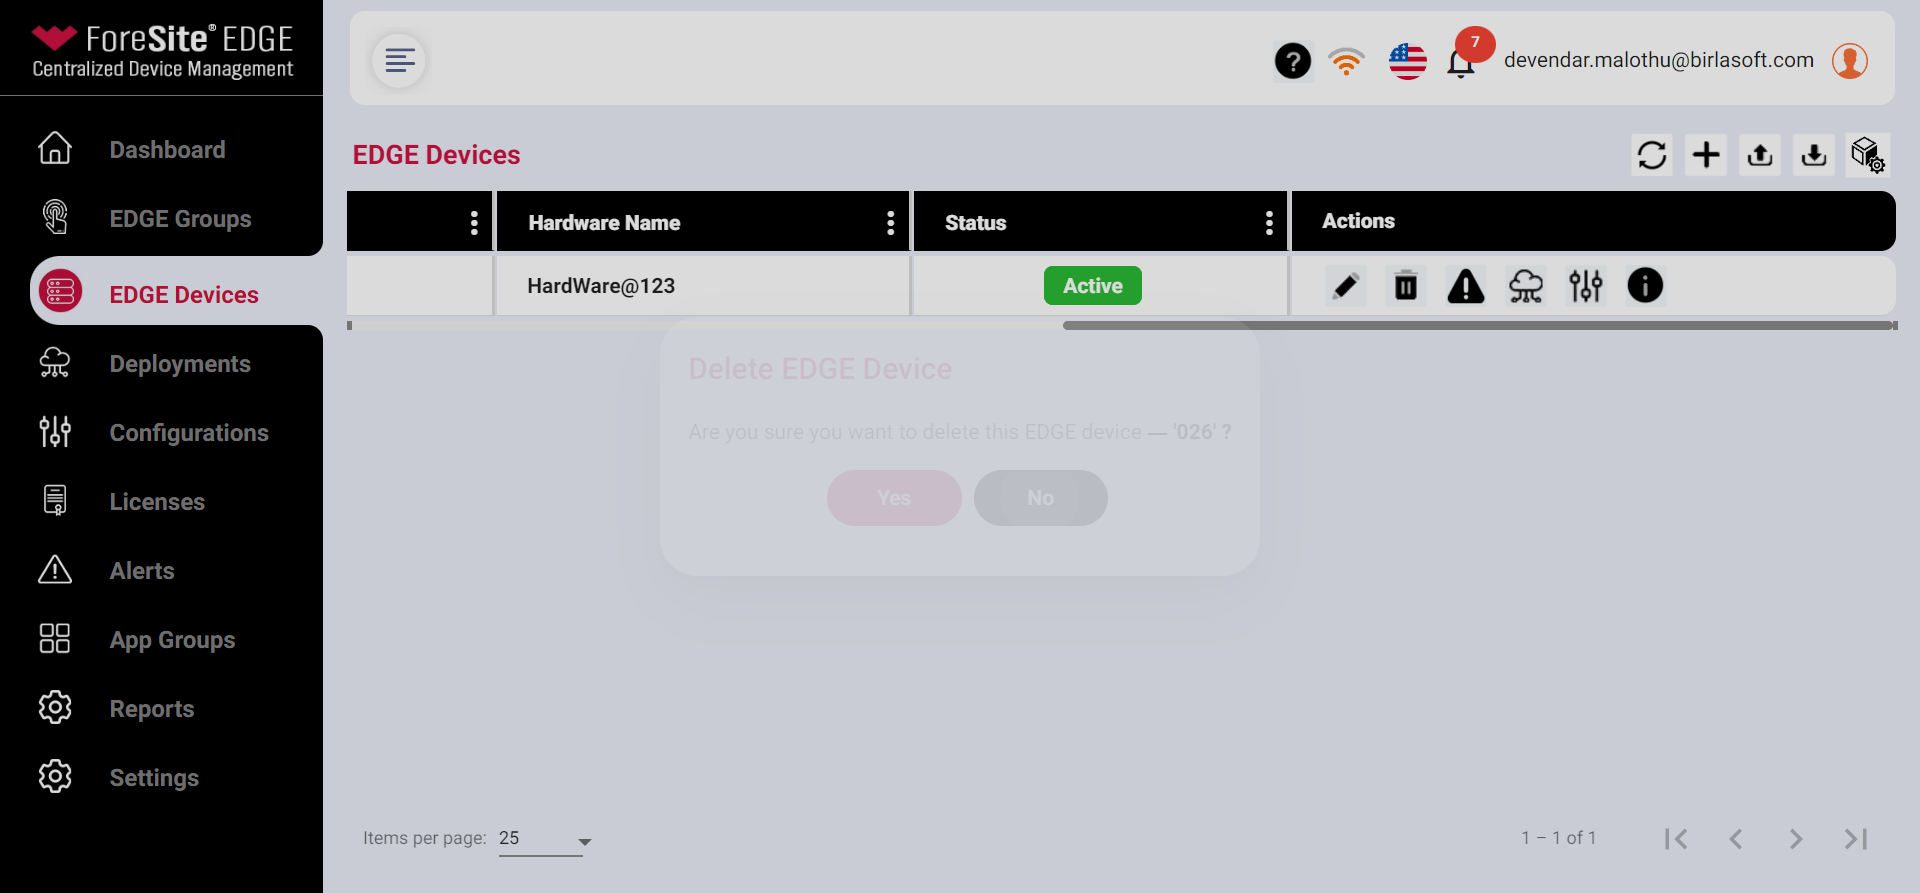 ForeSite® EDGE
Centralized Device Management
Dashboard
EDGE Groups
EDGE Devices
Deployments
Configurations
Licenses
Alerts
App Groups
Reports
Settings
?
7
devendar.malothu@birlasoft.com
EDGE Devices
Hardware Name
Status
Actions
HardWare@123
Active
Delete EDGE Device
Are you sure you want to delete this EDGE device — '026' ?
Yes
No
Items per page: 25
1 – 1 of 1